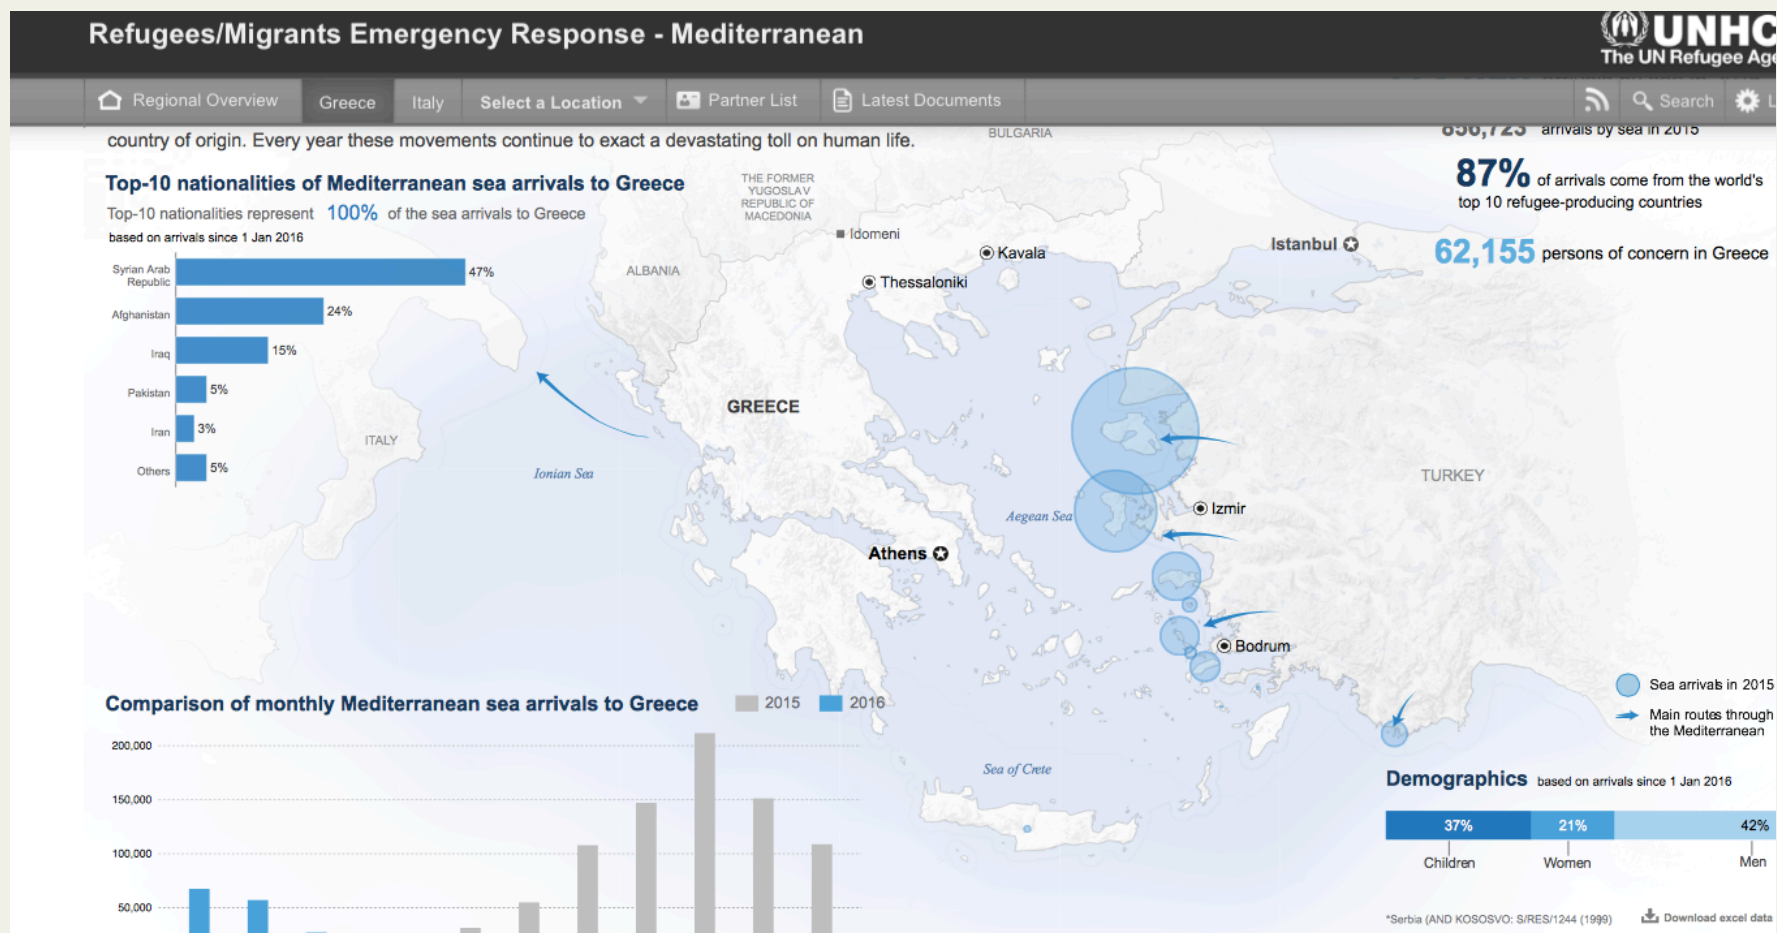 Refugees/Migrants Emergency Response - Mediterranean
UNHC
The UN Refugee Age
Regional Overview
Greece
Italy
Select a Location
Partner List
Latest Documents
Search
L
country of origin. Every year these movements continue to exact a devastating toll on human life.
856,723 arrivals by sea in 2015
87% of arrivals come from the world's
top 10 refugee-producing countries
62,155 persons of concern in Greece
Top-10 nationalities of Mediterranean sea arrivals to Greece
Top-10 nationalities represent 100% of the sea arrivals to Greece
based on arrivals since 1 Jan 2016
Syrian Arab
Republic
47%
Afghanistan
24%
Iraq
15%
Pakistan
5%
Iran
3%
Others
5%
BULGARIA
THE FORMER
YUGOSLAV
REPUBLIC OF
MACEDONIA
Idomeni
Kavala
Istanbul
ALBANIA
Thessaloniki
GREECE
ITALY
Ionian Sea
TURKEY
Izmir
Aegean Sea
Athens
Bodrum
Sea of Crete
Sea arrivals in 2015
Main routes through
the Mediterranean
Comparison of monthly Mediterranean sea arrivals to Greece
2015
2016
200,000
150,000
100,000
50,000
Demographics based on arrivals since 1 Jan 2016
37%
21%
42%
Children
Women
Men
*Serbia (AND KOSOSVO: S/RES/1244 (1999)
Download excel data